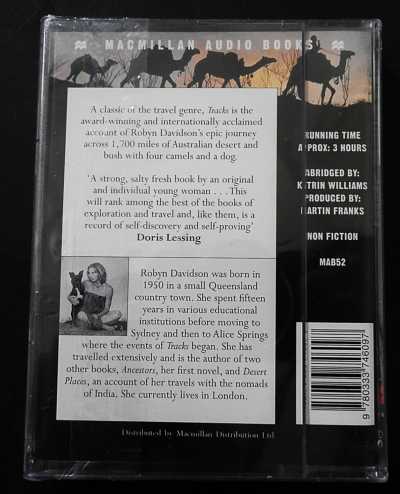 MACMILLAN AUDIO BOOKS
A classic of the travel genre, Tracks is the
award-winning and internationally acclaimed
account of Robyn Davidson's epic journey
across 1,700 miles of Australian desert and
bush with four camels and a dog.
'A strong, salty fresh book by an original
and individual young woman . . . This
will rank among the best of the books of
exploration and travel and, like them, is a
record of self-discovery and self-proving'
Doris Lessing
Robyn Davidson was born in
1950 in a small Queensland
country town. She spent fifteen
years in various educational
institutions before moving to
Sydney and then to Alice Springs
where the events of Tracks began. She has
travelled extensively and is the author of two
other books, Ancestors, her first novel, and Desert
Places, an account of her travels with the nomads
of India. She currently lives in London.
RUNNING TIME
APPROX: 3 HOURS
ABRIDGED BY:
KATRIN WILLIAMS
PRODUCED BY:
MARTIN FRANKS
NON FICTION
MAB52
9 780333 746097
Distributed by Macmillan Distribution Ltd